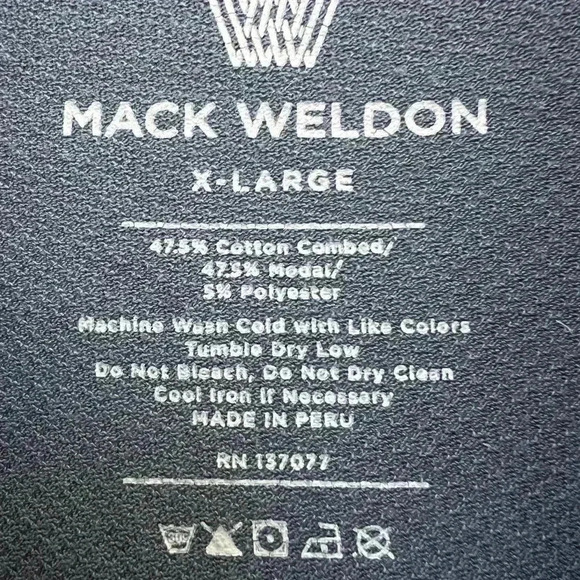 MACK WELDON
X-LARGE
47.5% Cotton Combed/
47.5% Modal/
5% Polyester
Machine Wash Cold with Like Colors
Tumble Dry Low
Do Not Bleach, Do Not Dry Clean
Cool Iron If Necessary
MADE IN PERU
RN 137077
30